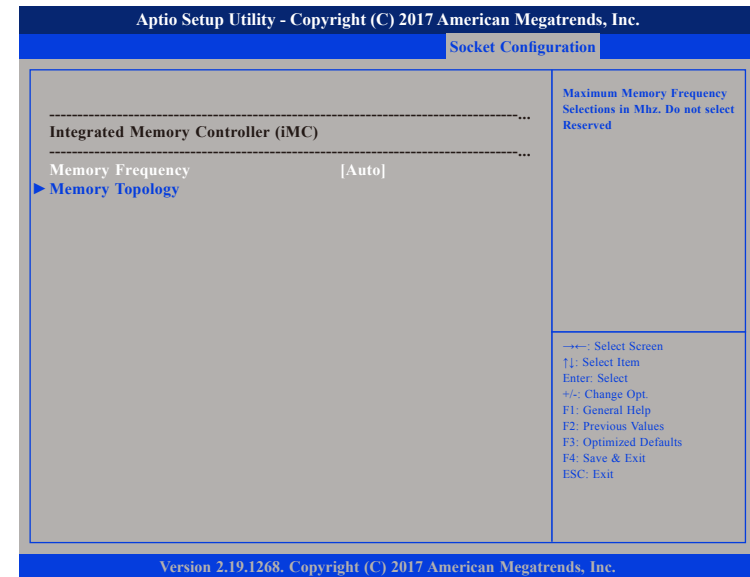 Aptio Setup Utility - Copyright (C) 2017 American Megatrends, Inc.
Socket Configuration
--------------------------------------------------------------------------------...
Integrated Memory Controller (iMC)
--------------------------------------------------------------------------------...
Memory Frequency [Auto]
► Memory Topology
Maximum Memory Frequency
Selections in Mhz. Do not select
Reserved
→←: Select Screen
↑↓: Select Item
Enter: Select
+/-: Change Opt.
F1: General Help
F2: Previous Values
F3: Optimized Defaults
F4: Save & Exit
ESC: Exit
Version 2.19.1268. Copyright (C) 2017 American Megatrends, Inc.